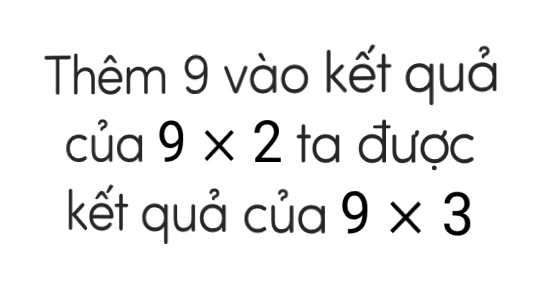 Thêm 9 vào kết quả
của 9 × 2 ta được
kết quả của 9 × 3